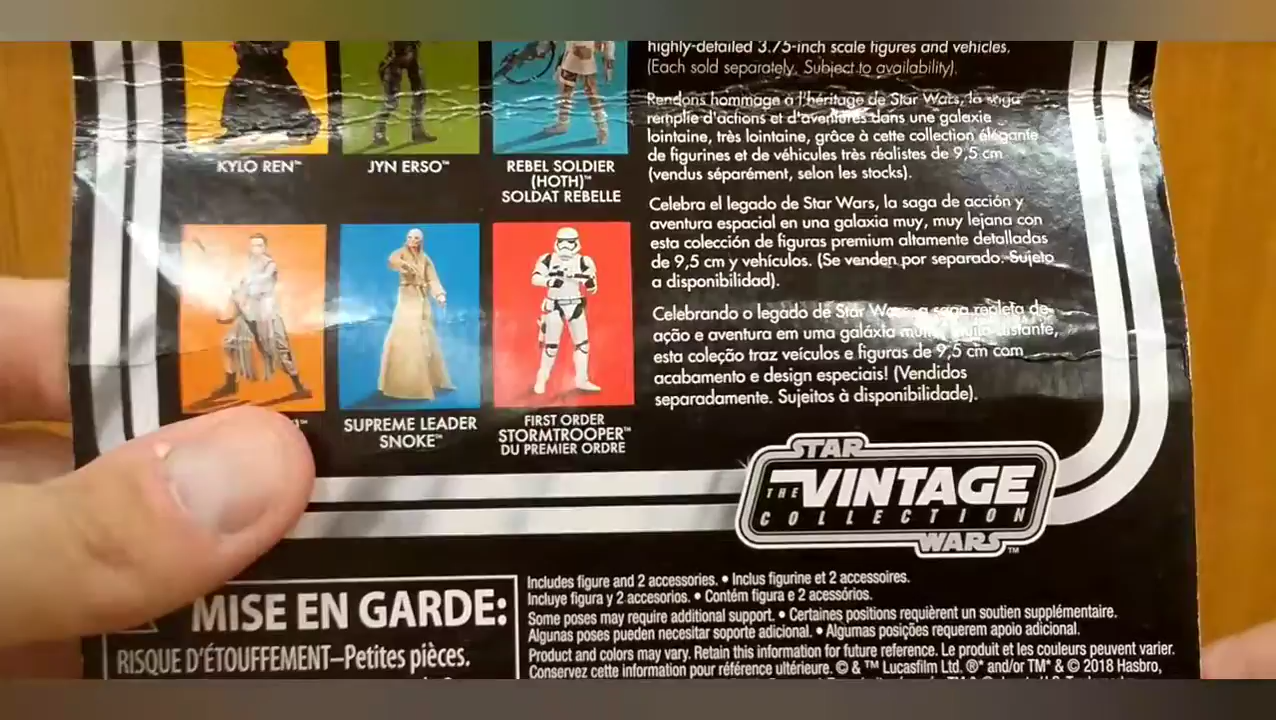 KYLO REN™
JYN ERSO™
REBEL SOLDIER
(HOTH)™
SOLDAT REBELLE
SUPREME LEADER
SNOKE™
FIRST ORDER
STORMTROOPER™
DU PREMIER ORDRE
highly-detailed 3.75-inch scale figures and vehicles.
(Each sold separately. Subject to availability).
Rendons hommage à l'héritage de Star Wars, la saga
remplie d'actions et d'aventures dans une galaxie
lointaine, très lointaine, grâce à cette collection élégante
de figurines et de véhicules très réalistes de 9,5 cm
(vendus séparément, selon les stocks).
Celebra el legado de Star Wars, la saga de acción y
aventura espacial en una galaxia muy, muy lejana con
esta colección de figuras premium altamente detalladas
de 9,5 cm y vehículos. (Se venden por separado. Sujeto
a disponibilidad).
Celebrando o legado de Star Wars, a saga repleta de
ação e aventura em uma galáxia muito, muito distante,
esta coleção traz veículos e figuras de 9,5 cm com
acabamento e design especiais! (Vendidos
separadamente. Sujeitos à disponibilidade).
STAR
THE VINTAGE
COLLECTION
WARS™
MISE EN GARDE:
RISQUE D'ÉTOUFFEMENT–Petites pièces.
Includes figure and 2 accessories. • Inclus figurine et 2 accessoires.
Incluye figura y 2 accesorios. • Contém figura e 2 acessórios.
Some poses may require additional support. • Certaines positions requièrent un soutien supplémentaire.
Algunas poses pueden necesitar soporte adicional. • Algumas posições requerem apoio adicional.
Product and colors may vary. Retain this information for future reference. Le produit et les couleurs peuvent varier.
Conservez cette information pour référence ultérieure. © & ™ Lucasfilm Ltd. ®* and/or TM* & © 2018 Hasbro,